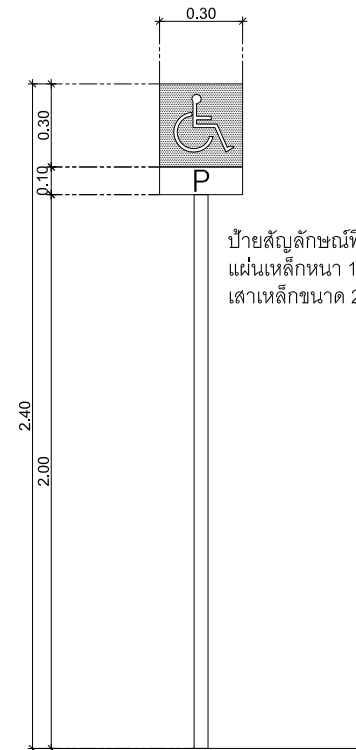 0.30
0.30
0.10
P
ป้ายสัญลักษณ์
แผ่นเหล็กหนา 1
เสาเหล็กขนาด 2
2.40
2.00